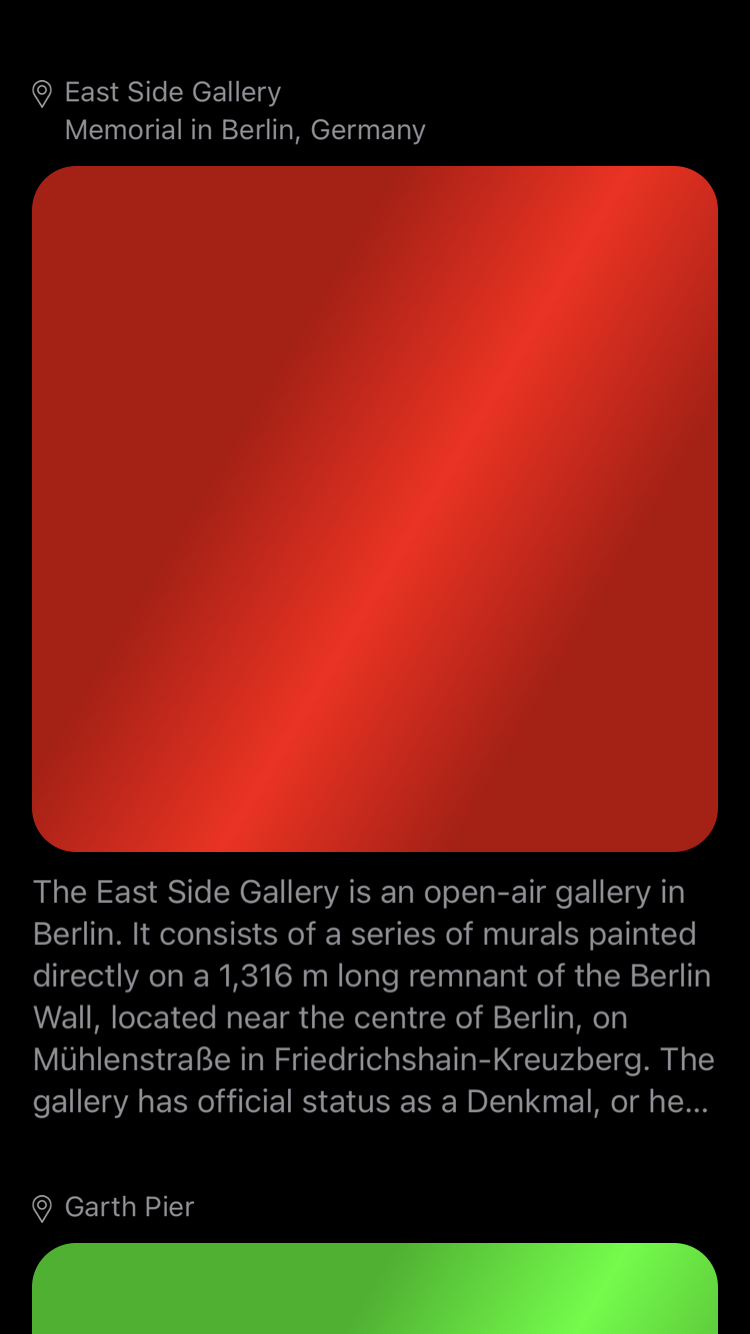 East Side Gallery
Memorial in Berlin, Germany
The East Side Gallery is an open-air gallery in
Berlin. It consists of a series of murals painted
directly on a 1,316 m long remnant of the Berlin
Wall, located near the centre of Berlin, on
Mühlenstraße in Friedrichshain-Kreuzberg. The
gallery has official status as a Denkmal, or he...
Garth Pier